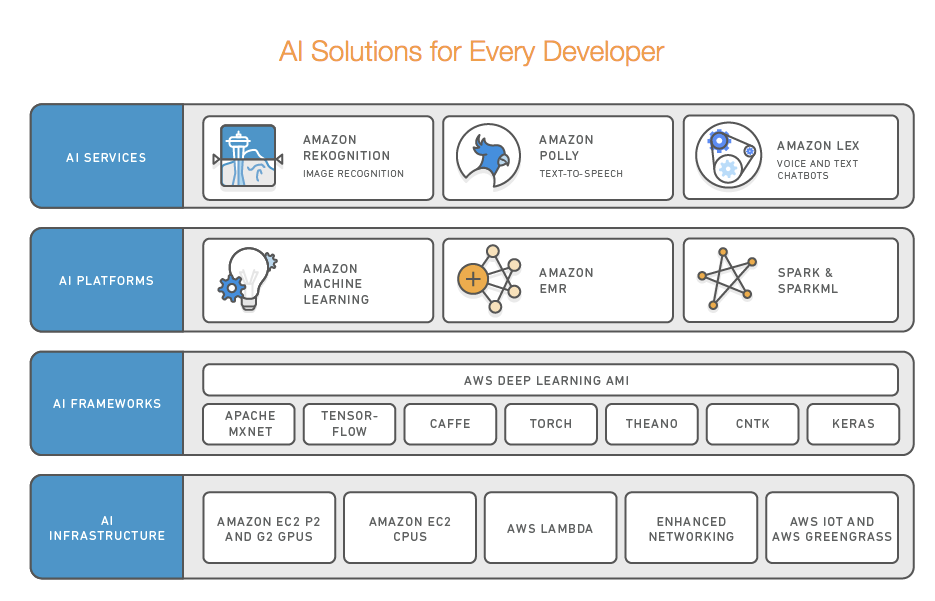 AI Solutions for Every Developer
AI SERVICES
AMAZON
REKOGNITION
IMAGE RECOGNITION
AMAZON
POLLY
TEXT-TO-SPEECH
AMAZON LEX
VOICE AND TEXT
CHATBOTS
AI PLATFORMS
AMAZON
MACHINE
LEARNING
AMAZON
EMR
SPARK &
SPARKML
AI FRAMEWORKS
AWS DEEP LEARNING AMI
APACHE
MXNET
TENSOR-
FLOW
CAFFE
TORCH
THEANO
CNTK
KERAS
AI
INFRASTRUCTURE
AMAZON EC2 P2
AND G2 GPUS
AMAZON EC2
CPUS
AWS LAMBDA
ENHANCED
NETWORKING
AWS IOT AND
AWS GREENGRASS